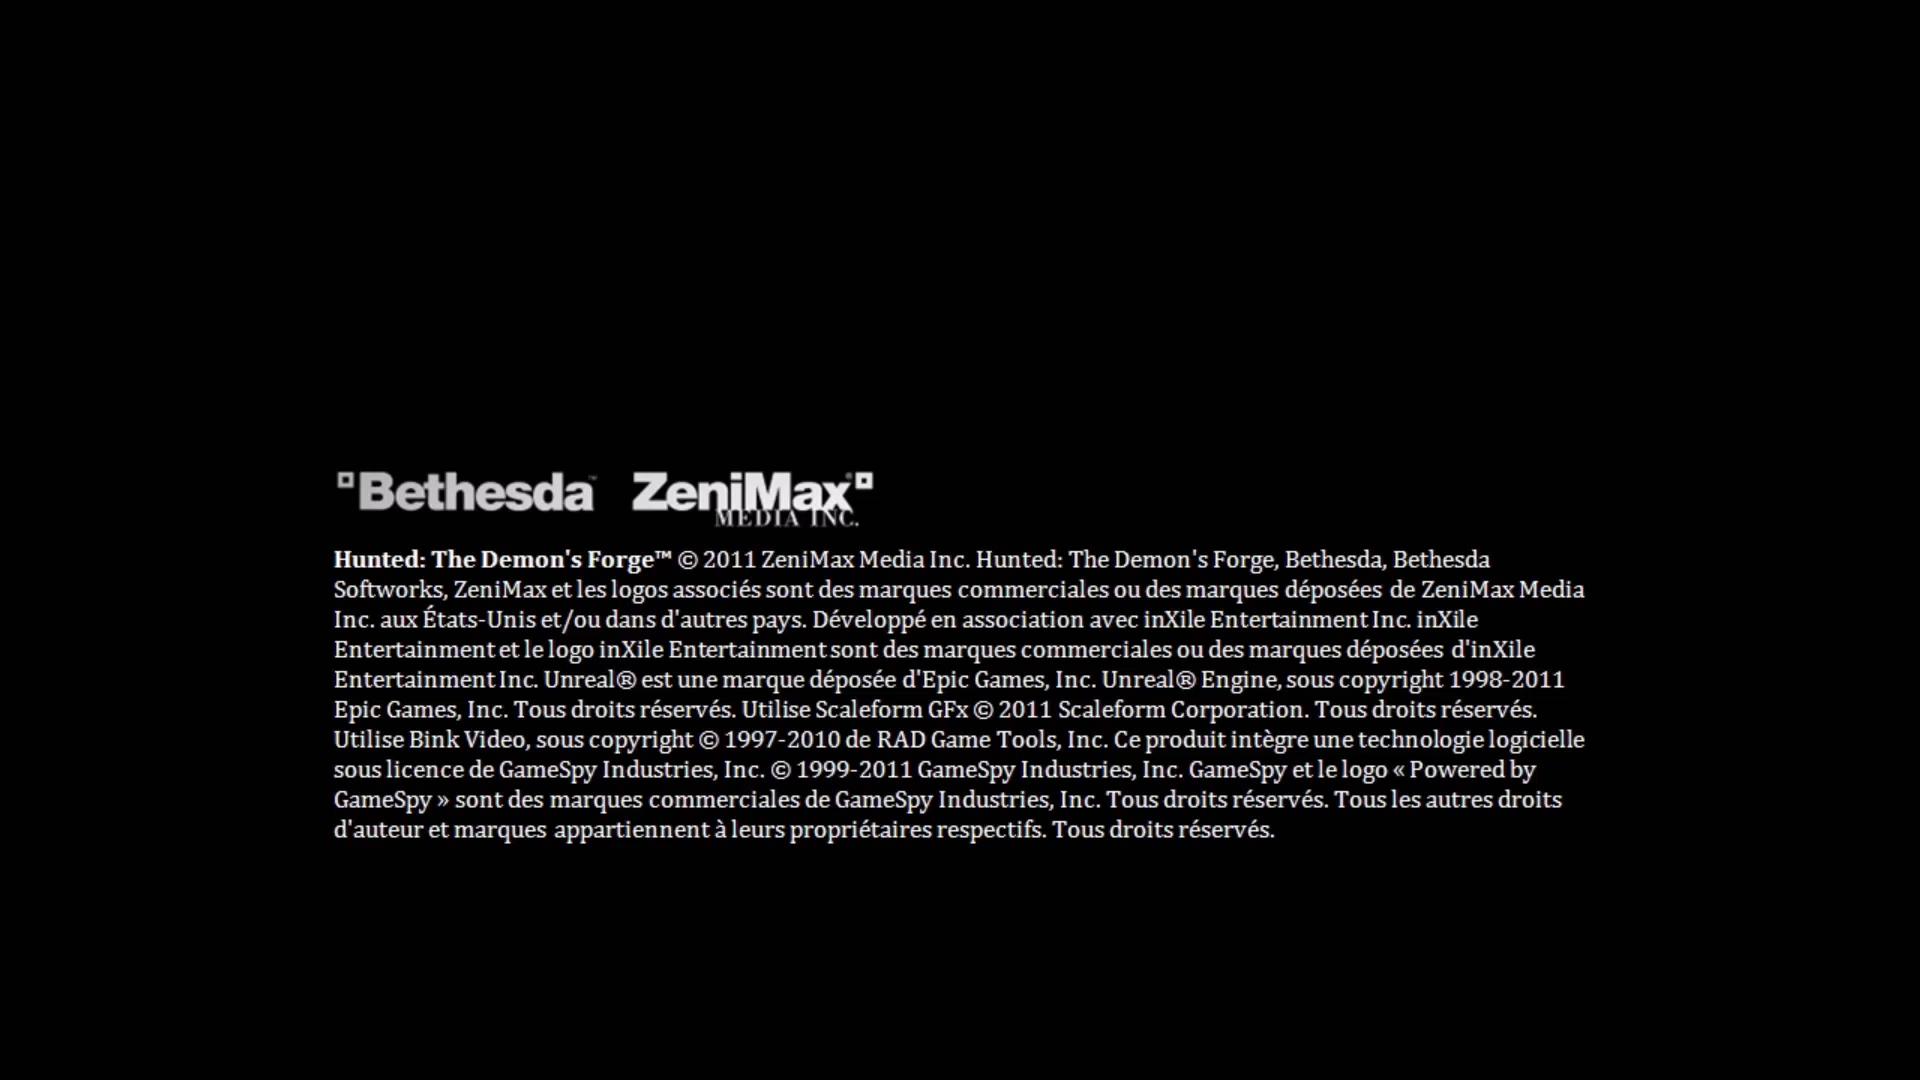 Bethesda™ ZeniMax®
MEDIA INC.
Hunted: The Demon's Forge™ © 2011 ZeniMax Media Inc. Hunted: The Demon's Forge, Bethesda, Bethesda
Softworks, ZeniMax et les logos associés sont des marques commerciales ou des marques déposées de ZeniMax Media
Inc. aux États-Unis et/ou dans d'autres pays. Développé en association avec inXile Entertainment Inc. inXile
Entertainment et le logo inXile Entertainment sont des marques commerciales ou des marques déposées d'inXile
Entertainment Inc. Unreal® est une marque déposée d'Epic Games, Inc. Unreal® Engine, sous copyright 1998-2011
Epic Games, Inc. Tous droits réservés. Utilise Scaleform GFx © 2011 Scaleform Corporation. Tous droits réservés.
Utilise Bink Video, sous copyright © 1997-2010 de RAD Game Tools, Inc. Ce produit intègre une technologie logicielle
sous licence de GameSpy Industries, Inc. © 1999-2011 GameSpy Industries, Inc. GameSpy et le logo « Powered by
GameSpy » sont des marques commerciales de GameSpy Industries, Inc. Tous droits réservés. Tous les autres droits
d'auteur et marques appartiennent à leurs propriétaires respectifs. Tous droits réservés.